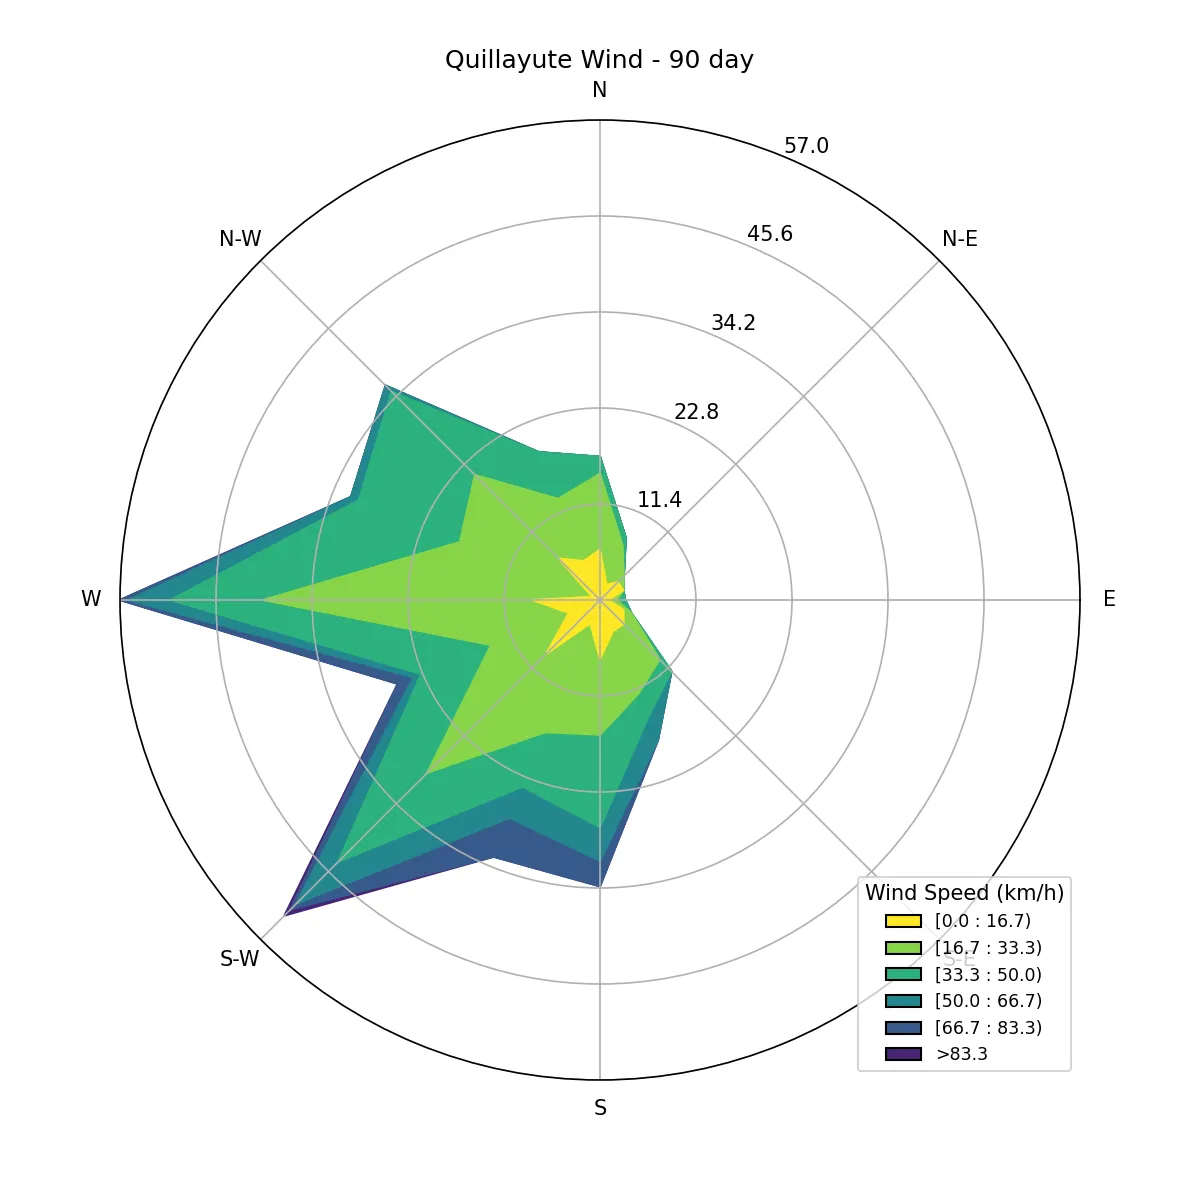 Quillayute Wind - 90 day
N
57.0
N-W
45.6
N-E
34.2
22.8
11.4
W
E
Wind Speed (km/h)
[0.0 : 16.7)
[16.7 : 33.3)
S-W
S-E
[33.3 : 50.0)
[50.0 : 66.7)
[66.7 : 83.3)
>83.3
S